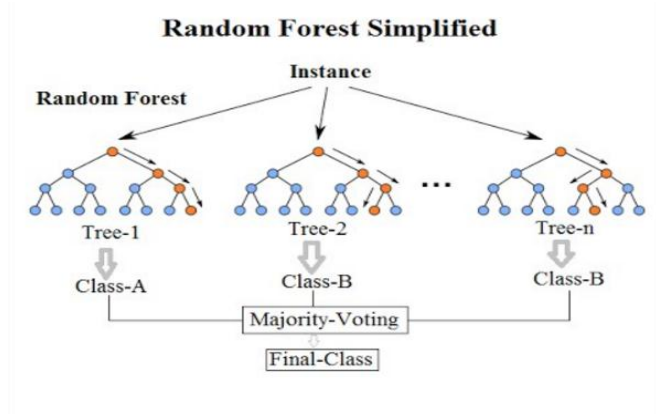 Random Forest Simplified
Instance
Random Forest
...
Tree-1
Tree-2
Tree-n
Class-A
Class-B
Class-B
Majority-Voting
Final-Class